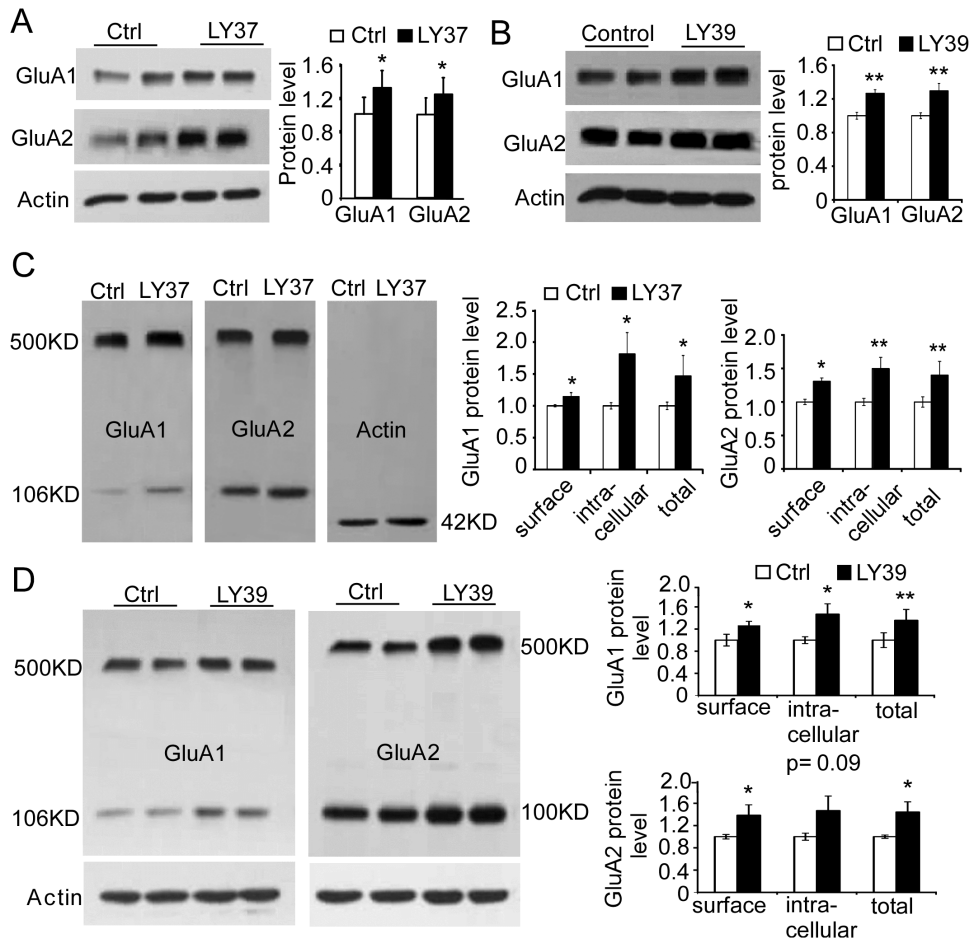 A
Ctrl LY37
GluA1
GluA2
Actin
Ctrl LY37
Protein level
1.6
1.2
0.8
0.4
0
* *
GluA1 GluA2
B
Control LY39
GluA1
GluA2
Actin
Ctrl LY39
protein level
1.6
1.2
0.8
0.4
0
** **
GluA1 GluA2
C
Ctrl LY37 Ctrl LY37 Ctrl LY37
500KD
GluA1 GluA2 Actin
106KD
42KD
Ctrl LY37
GluA1 protein level
2.5
2.0
1.5
1.0
0.5
0
* * *
surface intra-
cellular total
GluA2 protein level
2.0
1.5
1.0
0.5
0
* ** **
surface intra-
cellular total
D
Ctrl LY39
500KD
GluA1
106KD
Actin
Ctrl LY39
500KD
GluA2
100KD
Ctrl LY39
GluA1 protein
level
2.0
1.6
1.2
0.8
0.4
0
* * **
surface intra- total
cellular
p= 0.09
GluA2 protein
level
2.0
1.6
1.2
0.8
0.4
0
* *
surface intra- total
cellular